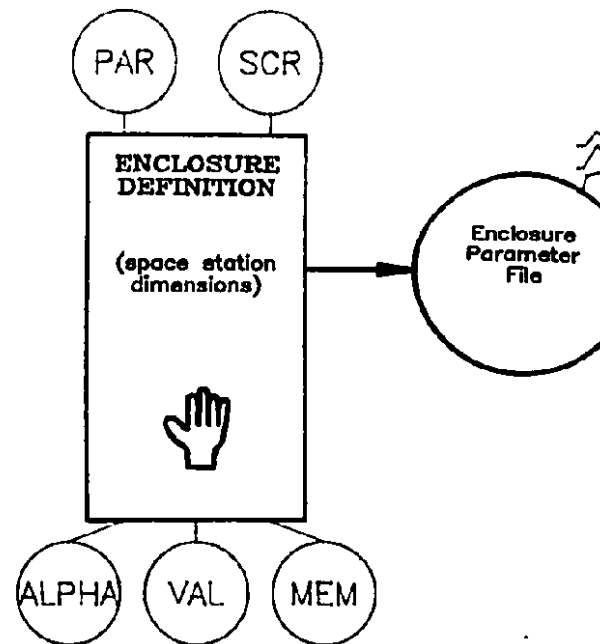 PAR
SCR
ENCLOSURE
DEFINITION
(space station
dimensions)
Enclosure
Parameter
File
ALPHA
VAL
MEM